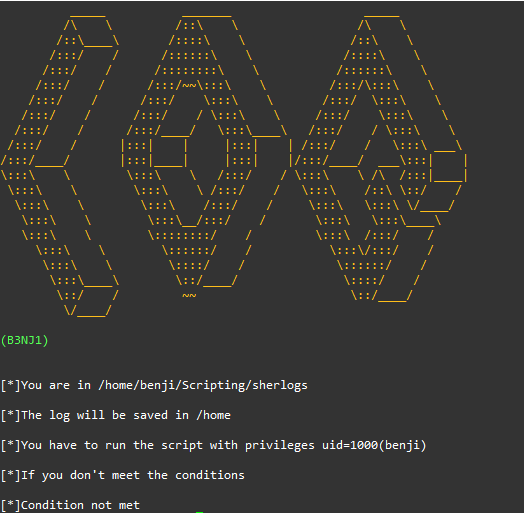 (B3NJ1)
[*]You are in /home/benji/Scripting/sherlogs
[*]The log will be saved in /home
[*]You have to run the script with privileges uid=1000(benji)
[*]If you don't meet the conditions
[*]Condition not met